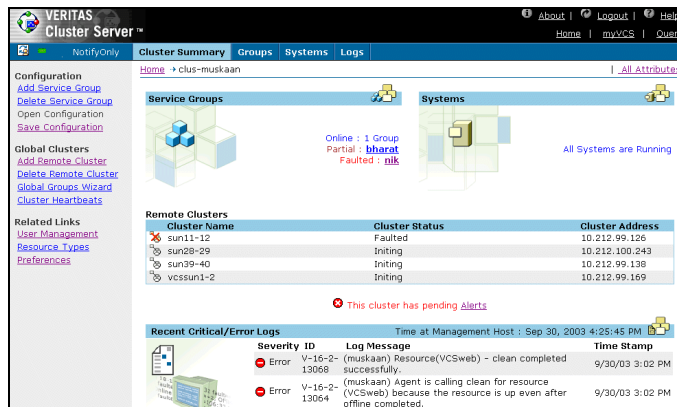 VERITAS
Cluster Server ™
About | Logout | Help
Home | myVCS | Quer
NotifyOnly
Cluster Summary Groups Systems Logs
Home clus-muskaan
| All Attributes
Configuration
Add Service Group
Delete Service Group
Open Configuration
Save Configuration
Global Clusters
Add Remote Cluster
Delete Remote Cluster
Global Groups Wizard
Cluster Heartbeats
Related Links
User Management
Resource Types
Preferences
Service Groups
Online : 1 Group
Partial : bharat
Faulted : nik
Systems
All Systems are Running
Remote Clusters
Cluster Name Cluster Status Cluster Address
sun11-12 Faulted 10.212.99.126
sun28-29 Initing 10.212.100.243
sun39-40 Initing 10.212.99.138
vcssun1-2 Initing 10.212.99.169
This cluster has pending Alerts
Recent Critical/Error Logs Time at Management Host : Sep 30, 2003 4:25:45 PM
Severity ID Log Message Time Stamp
Error V-16-2-13068 (muskaan) Resource(VCSweb) - clean completed
successfully. 9/30/03 3:02 PM
Error V-16-2-13064 (muskaan) Agent is calling clean for resource
(VCSweb) because the resource is up even after
offline completed. 9/30/03 3:02 PM